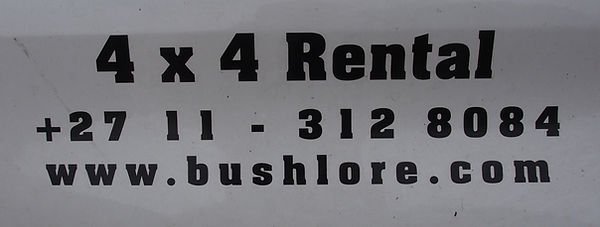 4 x 4 Rental
+27 11 - 312 8084
www.bushlore.com